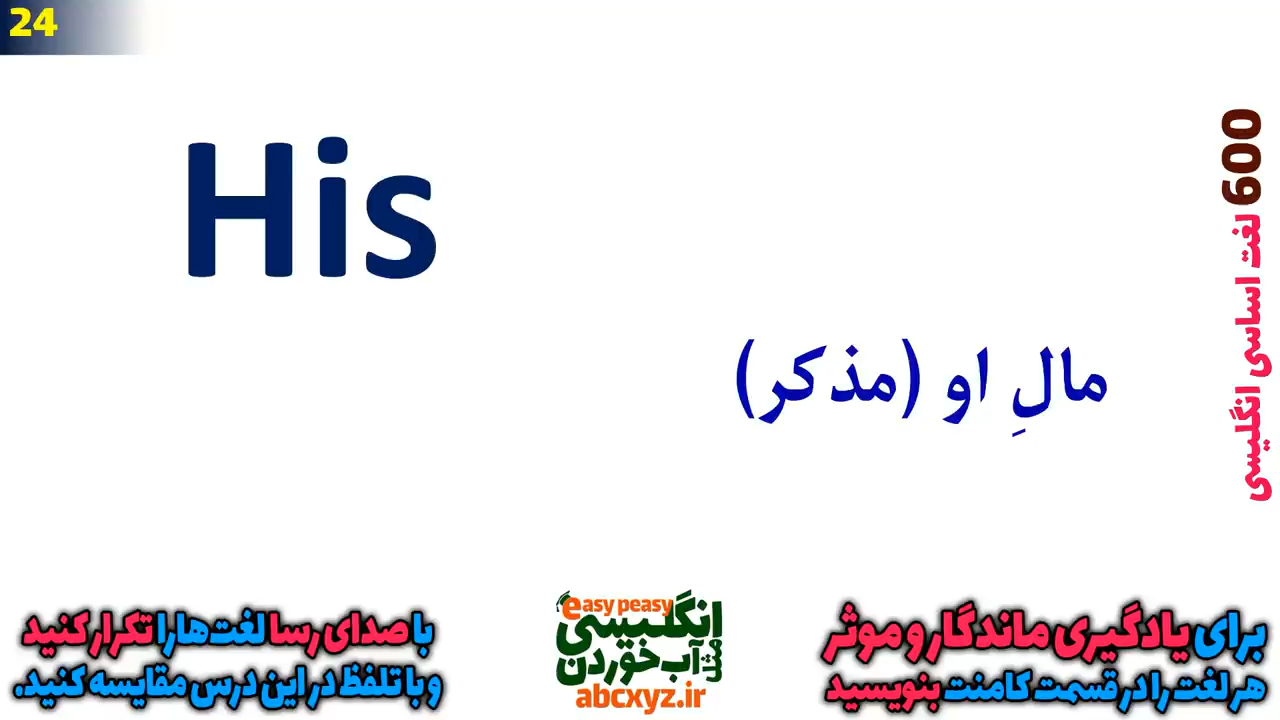 24
His
مالِ او (مذکر)
600 لغت اساسی انگلیسی
برای یادگیری ماندگار و موثر
هر لغت را در قسمت کامنت بنویسید
easy peasy
انگلیسی
مثل آب خوردن
abcxyz.ir
با صدای رسا لغت‌ها را تکرار کنید
و با تلفظ در این درس مقایسه کنید.